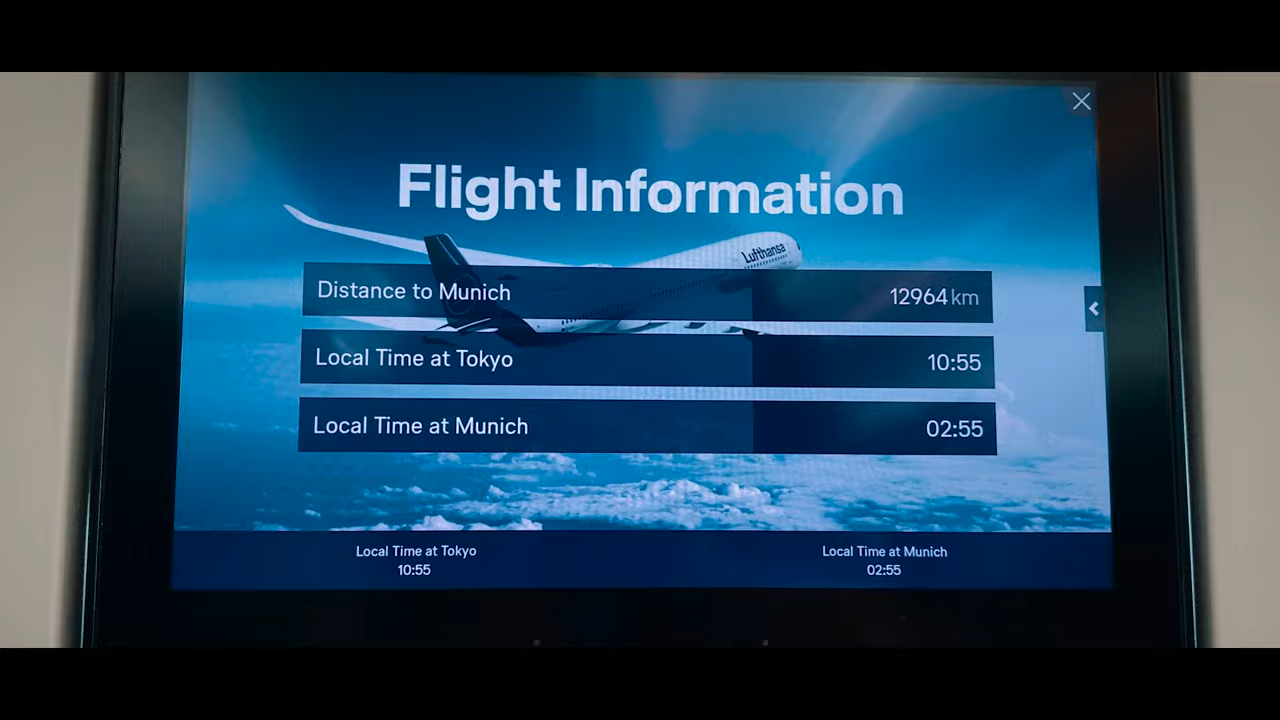 Flight Information
Lufthansa
Distance to Munich 12964 km
Local Time at Tokyo 10:55
Local Time at Munich 02:55
Local Time at Tokyo Local Time at Munich
10:55 02:55